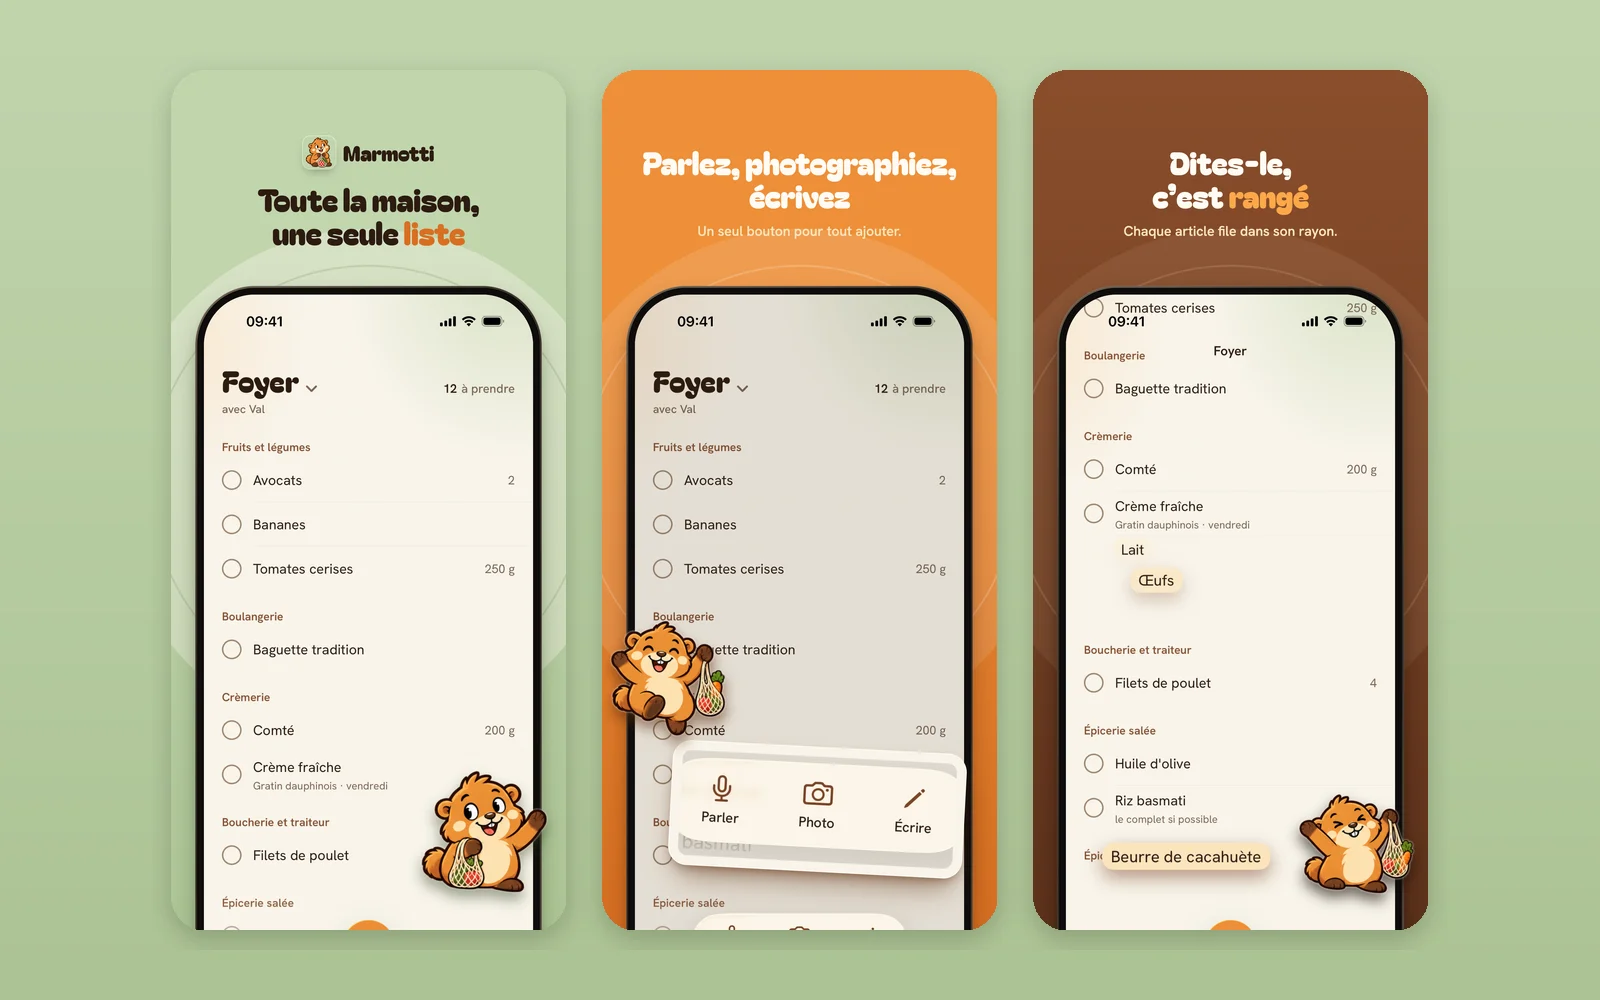 Marmotti
Toute la maison,
une seule liste
09:41
Foyer
12 à prendre
avec Val
Fruits et légumes
Avocats 2
Bananes
Tomates cerises 250 g
Boulangerie
Baguette tradition
Crèmerie
Comté 200 g
Crème fraîche
Gratin dauphinois · vendredi
Boucherie et traiteur
Filets de poulet
Épicerie salée
Parlez, photographiez,
écrivez
Un seul bouton pour tout ajouter.
09:41
Foyer
12 à prendre
avec Val
Fruits et légumes
Avocats 2
Bananes
Tomates cerises 250 g
Boulangerie
ette tradition
Comté 200 g
Parler
Photo
Écrire
Bou
basmati
Épicerie salée
Dites-le,
c'est rangé
Chaque article file dans son rayon.
Tomates cerises 250 g
09:41
Foyer
Boulangerie
Baguette tradition
Crèmerie
Comté 200 g
Crème fraîche
Gratin dauphinois · vendredi
Lait
Œufs
Boucherie et traiteur
Filets de poulet 4
Épicerie salée
Huile d'olive
Riz basmati
le complet si possible
Épi
Beurre de cacahuète